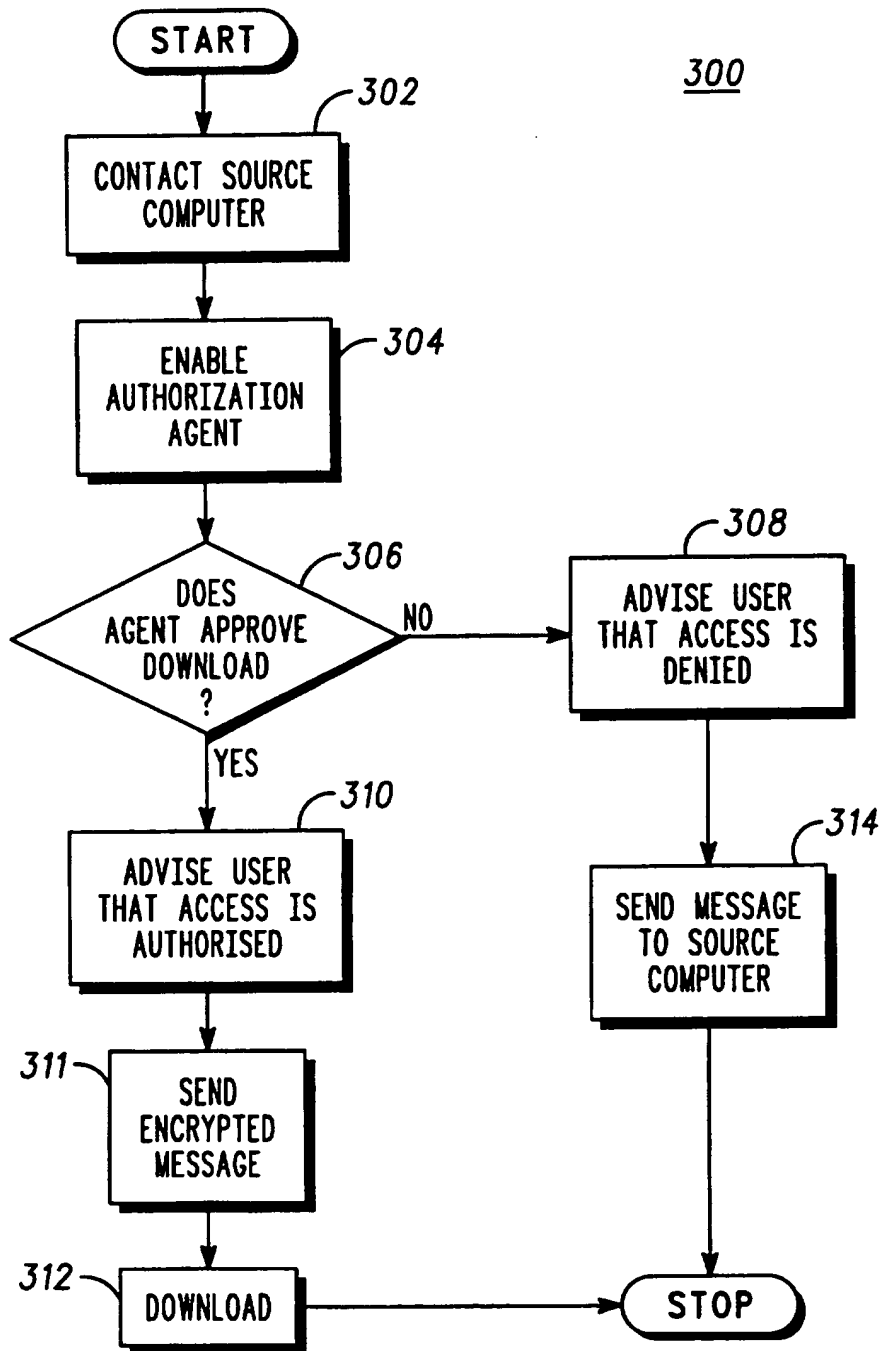 START
300
302
CONTACT SOURCE
COMPUTER
304
ENABLE
AUTHORIZATION
AGENT
306
DOES
AGENT APPROVE
DOWNLOAD
?
NO
308
ADVISE USER
THAT ACCESS IS
DENIED
YES
310
ADVISE USER
THAT ACCESS IS
AUTHORISED
314
SEND MESSAGE
TO SOURCE
COMPUTER
311
SEND
ENCRYPTED
MESSAGE
312
DOWNLOAD
STOP